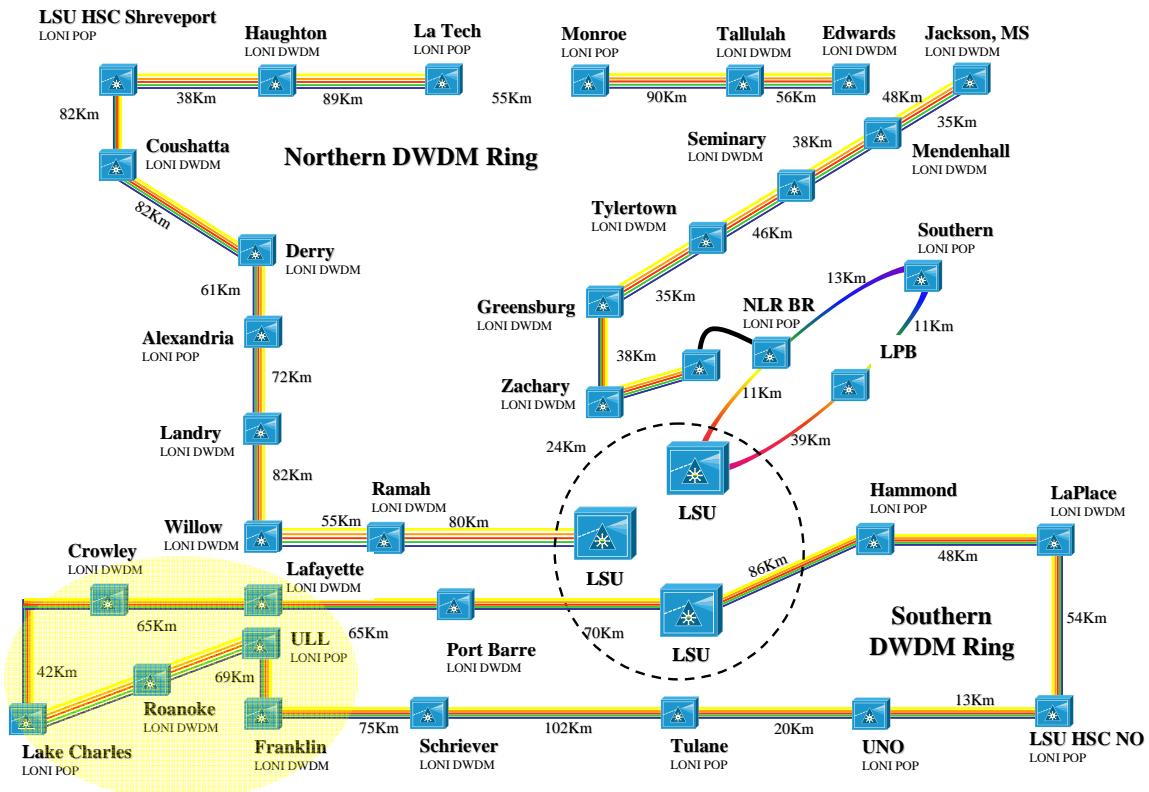 LSU HSC Shreveport
LONI POP
Haughton
LONI DWDM
La Tech
LONI POP
Monroe
LONI POP
Tallulah
LONI DWDM
Edwards
LONI DWDM
Jackson, MS
LONI DWDM
38Km
89Km
55Km
90Km
56Km
48Km
35Km
82Km
Coushatta
LONI DWDM
Northern DWDM Ring
Seminary
LONI DWDM
38Km
Mendenhall
LONI DWDM
82Km
Tylertown
LONI DWDM
46Km
Southern
LONI POP
Derry
LONI DWDM
61Km
35Km
13Km
Greensburg
LONI DWDM
NLR BR
LONI POP
11Km
Alexandria
LONI POP
38Km
LPB
72Km
Zachary
LONI DWDM
11Km
Landry
LONI DWDM
24Km
39Km
82Km
Ramah
LONI DWDM
LSU
Hammond
LONI POP
LaPlace
LONI DWDM
Willow
LONI DWDM
55Km
80Km
LSU
86Km
48Km
Crowley
LONI DWDM
Lafayette
LONI DWDM
65Km
65Km
70Km
Southern
DWDM Ring
54Km
ULL
LONI POP
Port Barre
LONI DWDM
LSU
42Km
69Km
Roanoke
LONI DWDM
13Km
Lake Charles
LONI POP
Franklin
LONI DWDM
75Km
Schriever
LONI DWDM
102Km
Tulane
LONI POP
20Km
UNO
LONI POP
LSU HSC NO
LONI POP